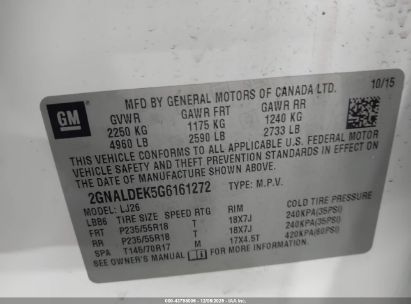 GM
MFD BY GENERAL MOTORS OF CANADA LTD.
10/15
GVWR GAWR FRT GAWR RR
2250 KG 1175 KG 1240 KG
4960 LB 2590 LB 2733 LB
THIS VEHICLE CONFORMS TO ALL APPLICABLE U.S. FEDERAL MOTOR
VEHICLE SAFETY, BUMPER, AND THEFT PREVENTION STANDARDS IN
EFFECT ON THE DATE OF MANUFACTURE SHOWN ABOVE.
2GNALDEK5G6161272 TYPE: M.P.V.
MODEL: LJ26
LBB6 TIRE SIZE SPEED RTG RIM COLD TIRE PRESSURE
FRT P235/55R18 T 18X7J 240KPA(35PSI)
RR P235/55R18 T 18X7J 240KPA(35PSI)
SPA T145/70R17 M 17X4.5T 420KPA(60PSI)
SEE OWNER'S MANUAL FOR MORE INFORMATION.